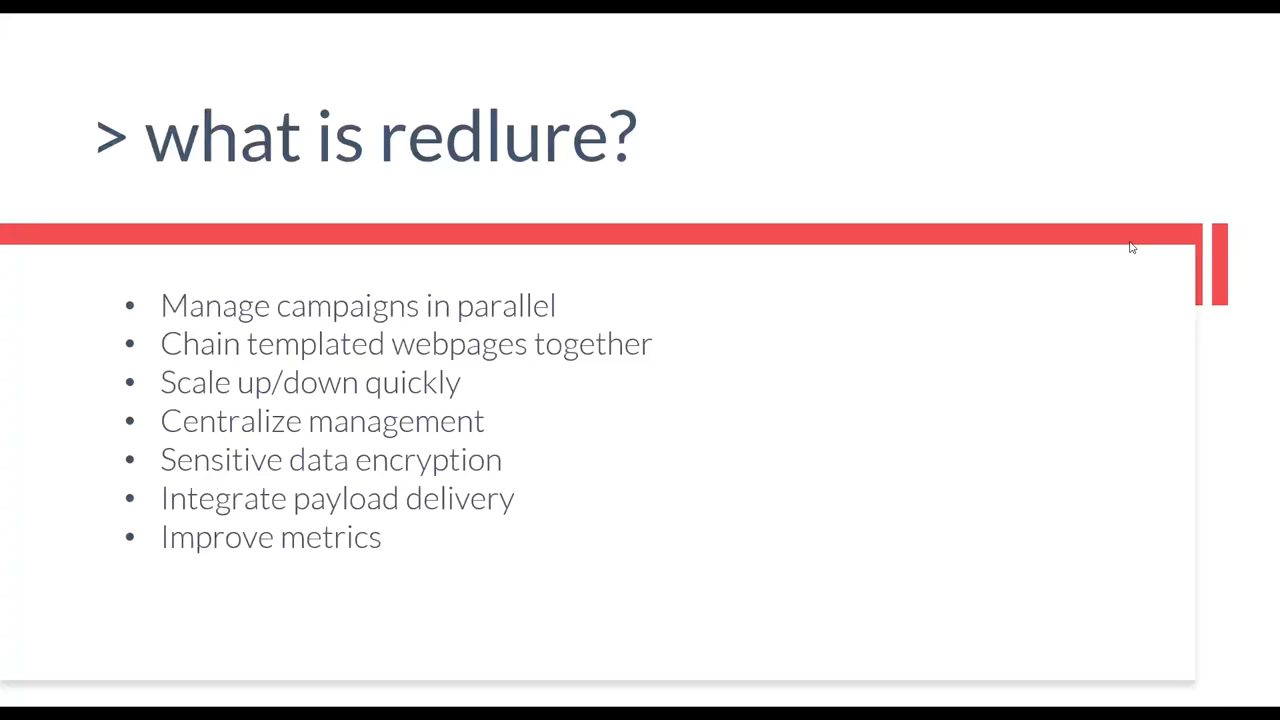 > what is redlure?
• Manage campaigns in parallel
• Chain templated webpages together
• Scale up/down quickly
• Centralize management
• Sensitive data encryption
• Integrate payload delivery
• Improve metrics